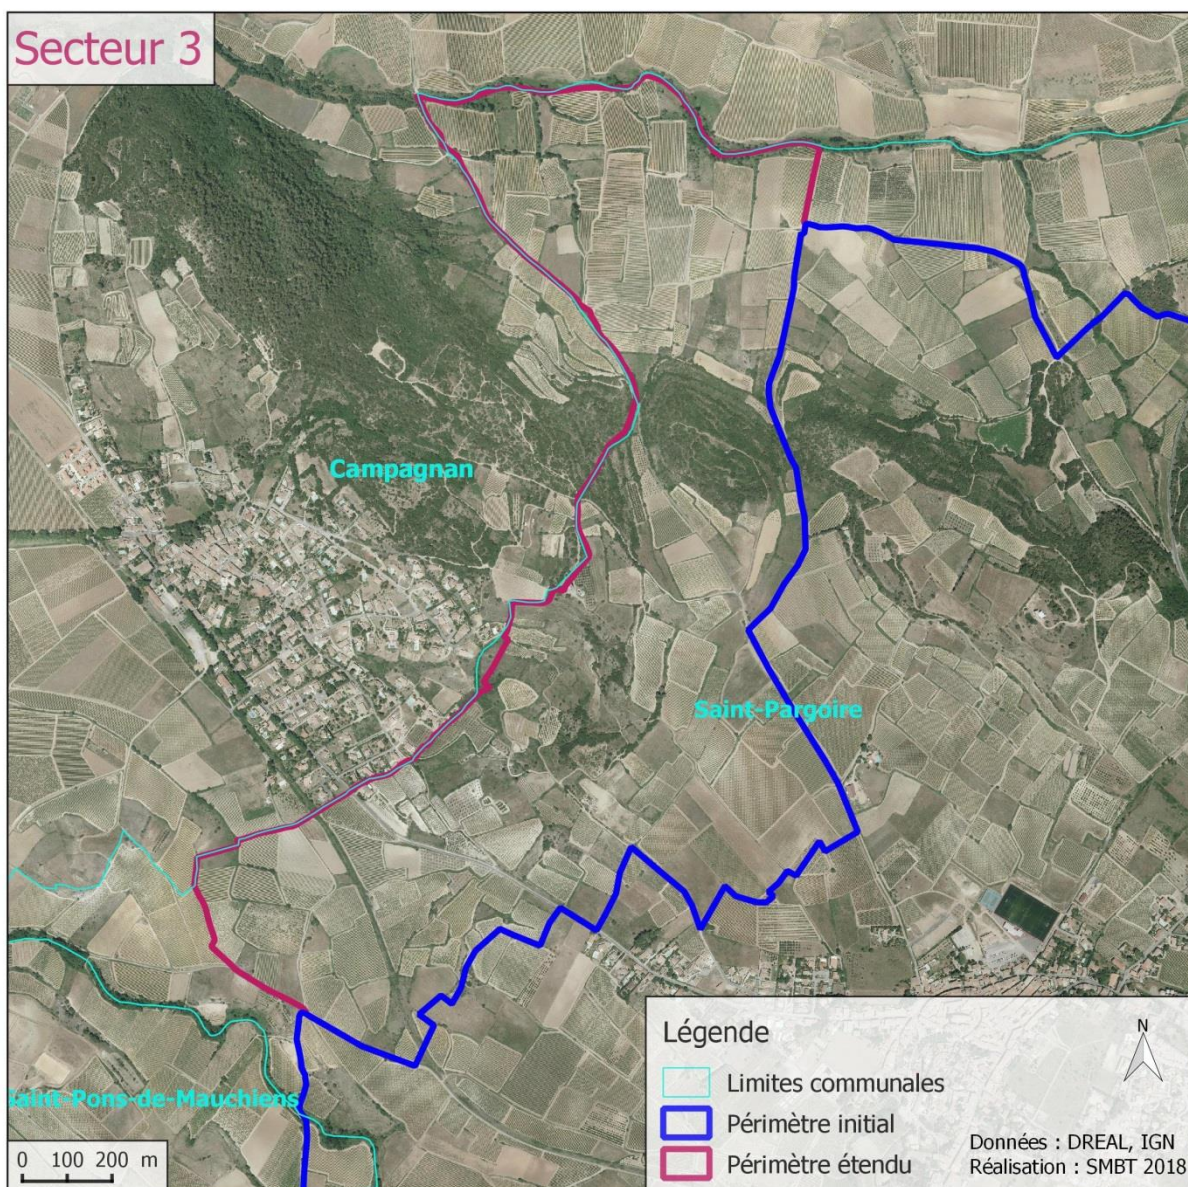 Secteur 3
Campagnan
Saint-Pargoire
Saint-Pons-de-Mauchiens
0 100 200 m
Légende
Limites communales
Périmètre initial
Périmètre étendu
N
Données : DREAL, IGN
Réalisation : SMBT 2018